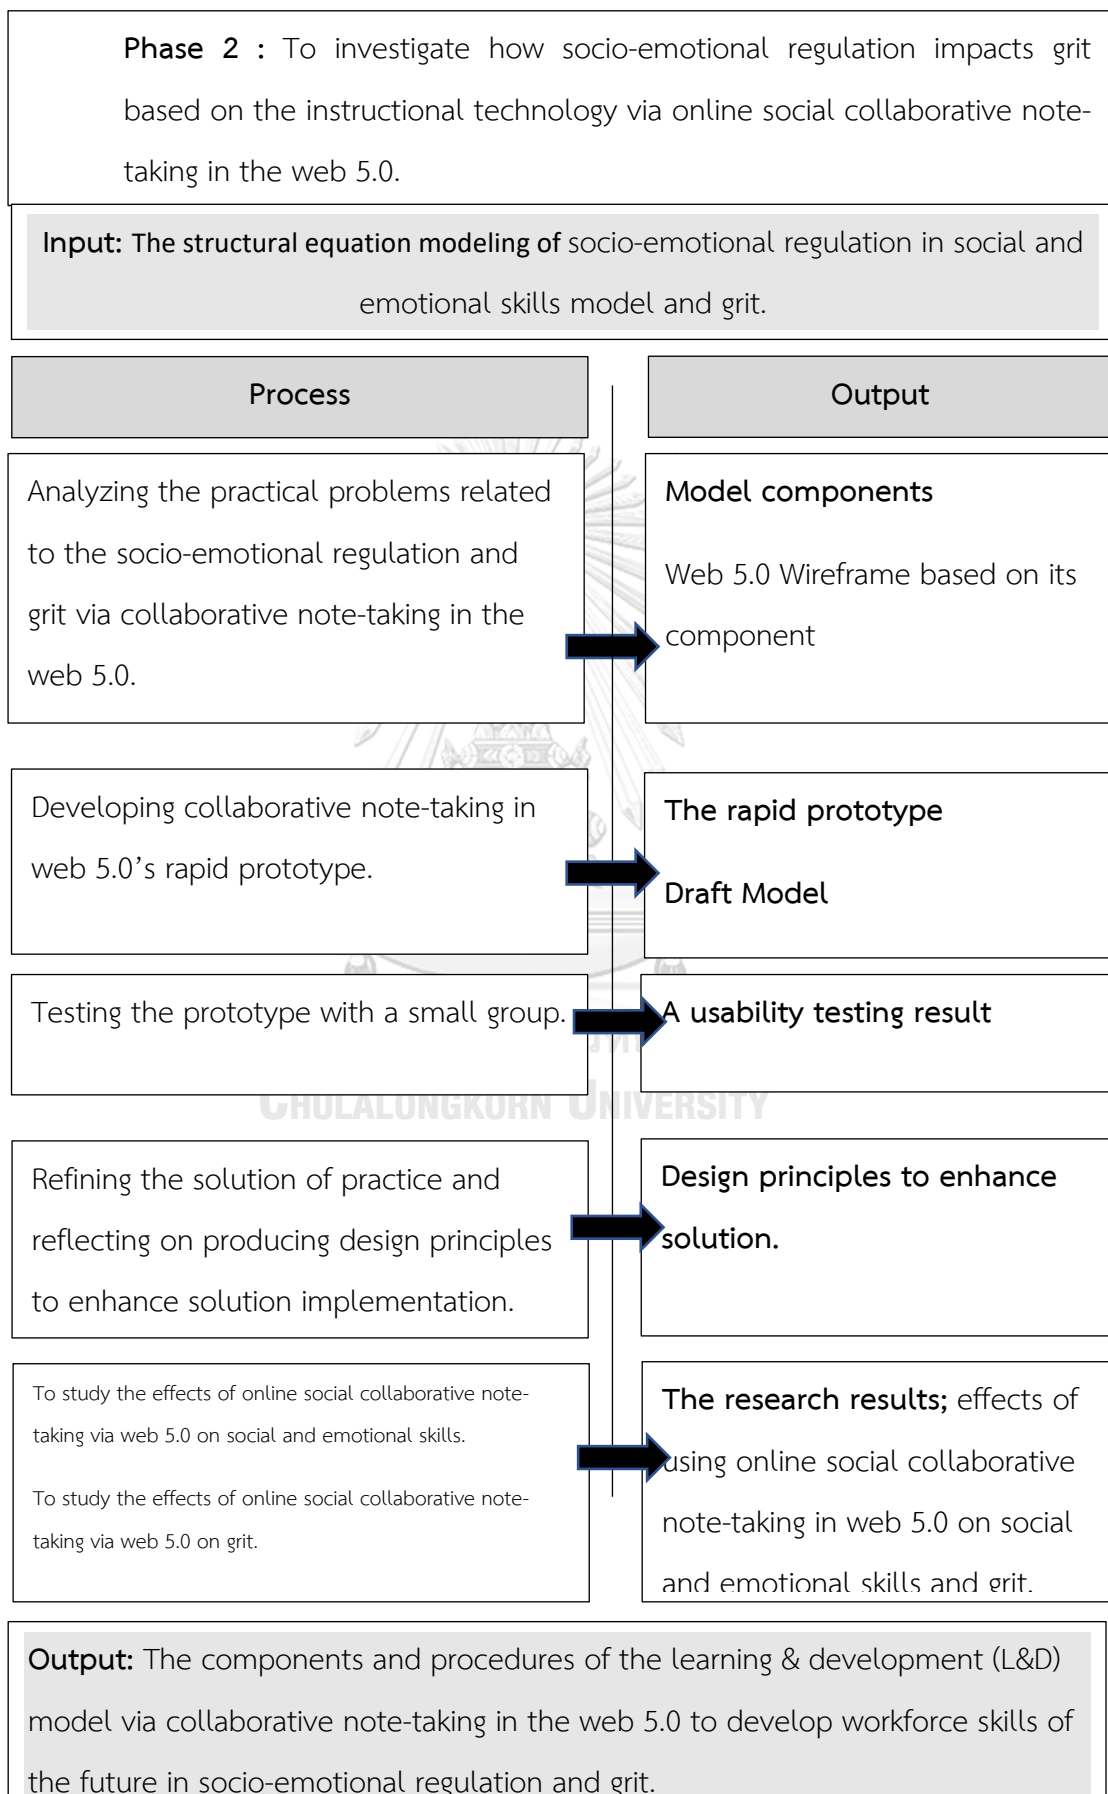 Phase 2 : To investigate how socio-emotional regulation impacts grit
based on the instructional technology via online social collaborative note-
taking in the web 5.0.
Input: The structural equation modeling of socio-emotional regulation in social and
emotional skills model and grit.
Process
Output
Analyzing the practical problems related
to the socio-emotional regulation and
grit via collaborative note-taking in the
web 5.0.
Model components
Web 5.0 Wireframe based on its
component
Developing collaborative note-taking in
web 5.0's rapid prototype.
The rapid prototype
Draft Model
Testing the prototype with a small group.
A usability testing result
CHULALONGKORN UNIVERSITY
Refining the solution of practice and
reflecting on producing design principles
to enhance solution implementation.
Design principles to enhance
solution.
To study the effects of online social collaborative note-
taking via web 5.0 on social and emotional skills.
To study the effects of online social collaborative note-
taking via web 5.0 on grit.
The research results; effects of
using online social collaborative
note-taking in web 5.0 on social
and emotional skills and grit.
Output: The components and procedures of the learning & development (L&D)
model via collaborative note-taking in the web 5.0 to develop workforce skills of
the future in socio-emotional regulation and grit.